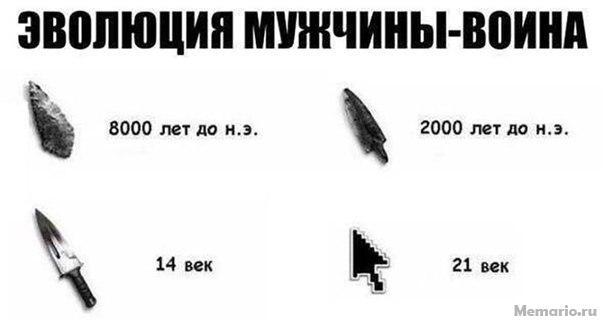 ЭВОЛЮЦИЯ МУЖЧИНЫ-ВОИНА
8000 лет до н.э.
2000 лет до н.э.
14 век
21 век
Memario.ru